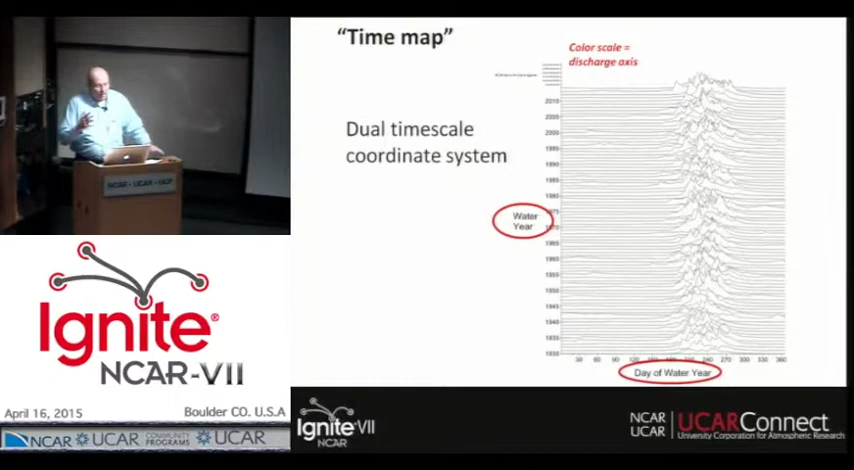 "Time map"
Color scale =
discharge axis
Dual timescale
coordinate system
2010
2005
2000
1995
1990
1985
1980
1975
1970
1965
1960
1955
1950
1945
1940
1935
1930
Water
Year
30 60 90 120 150 180 210 240 270 300 330 360
Day of Water Year
NCAR • UCAR • UCP
Ignite®
NCAR-VII
April 16, 2015 Boulder CO. U.S.A
NCAR UCAR COMMUNITY PROGRAMS UCAR
Ignite VII
NCAR
NCAR
UCAR
UCARConnect
University Corporation for Atmospheric Research